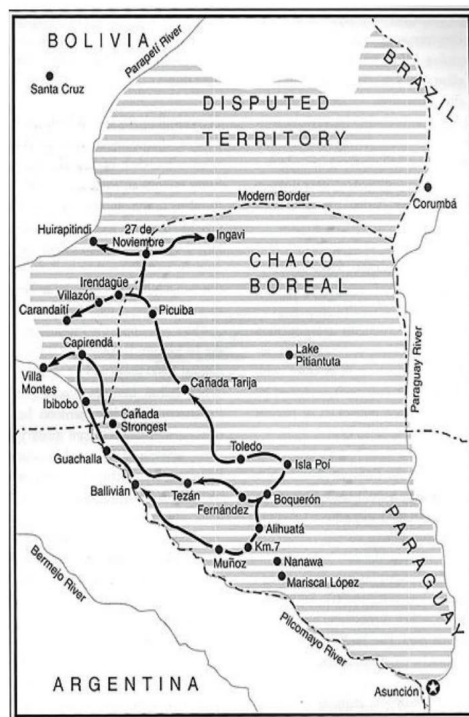 BOLIVIA
Parapetí River
BRAZIL
Santa Cruz
DISPUTED
TERRITORY
Modern Border
Corumbá
Huirapitindi
27 de
Noviembre
Ingavi
CHACO
BOREAL
Irendagüe
Villazón
Carandaití
Picuiba
Capirendá
Lake
Pitiantuta
Paraguay River
Villa
Montes
Ibibobo
Cañada Tarija
Cañada
Strongest
Toledo
Isla Poí
Guachalla
Ballivián
Tezán
Fernández
Boquerón
Alihuatá
Km.7
Muñoz
Nanawa
Mariscal López
PARAGUAY
Bermejo River
Pilcomayo River
ARGENTINA
Asunción